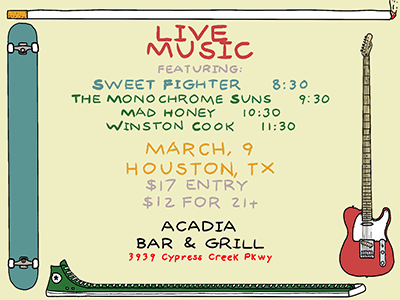 LIVE
MUSIC
FEATURING:
SWEET FIGHTER 8:30
THE MONOCHROME SUNS 9:30
MAD HONEY 10:30
WINSTON COOK 11:30
MARCH, 9
HOUSTON, TX
$17 ENTRY
$12 FOR 21+
ACADIA
BAR & GRILL
3939 Cypress Creek Pkwy